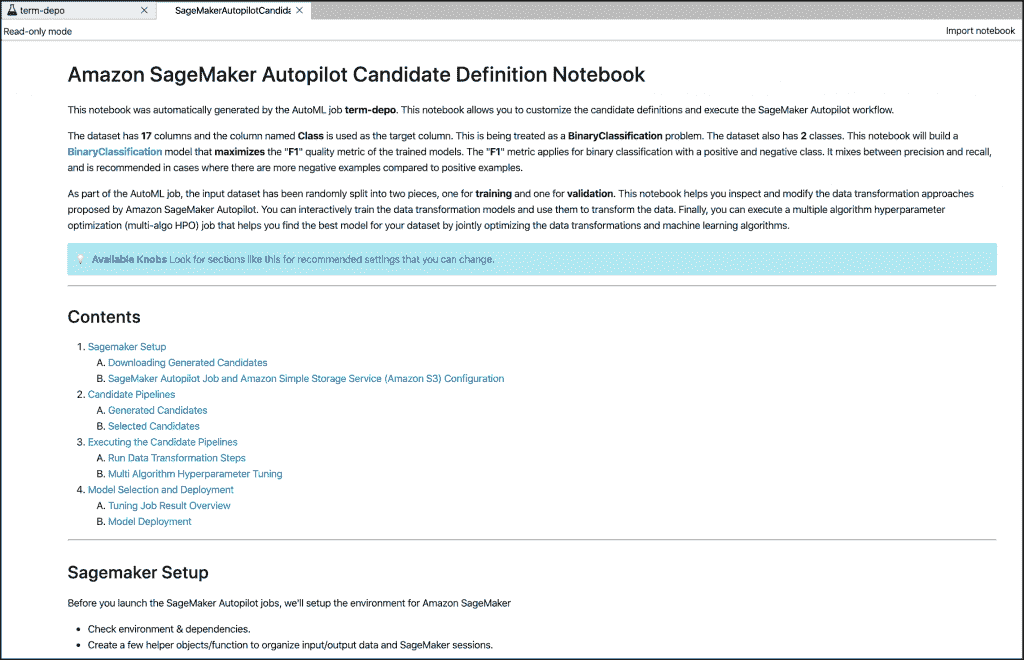 term-depo
SageMakerAutopilotCandida
Read-only mode
Import notebook
Amazon SageMaker Autopilot Candidate Definition Notebook
This notebook was automatically generated by the AutoML job term-depo. This notebook allows you to customize the candidate definitions and execute the SageMaker Autopilot workflow.
The dataset has 17 columns and the column named Class is used as the target column. This is being treated as a BinaryClassification problem. The dataset also has 2 classes. This notebook will build a
BinaryClassification model that maximizes the "F1" quality metric of the trained models. The "F1" metric applies for binary classification with a positive and negative class. It mixes between precision and recall,
and is recommended in cases where there are more negative examples compared to positive examples.
As part of the AutoML job, the input dataset has been randomly split into two pieces, one for training and one for validation. This notebook helps you inspect and modify the data transformation approaches
proposed by Amazon SageMaker Autopilot. You can interactively train the data transformation models and use them to transform the data. Finally, you can execute a multiple algorithm hyperparameter
optimization (multi-algo HPO) job that helps you find the best model for your dataset by jointly optimizing the data transformations and machine learning algorithms.
Available Knobs Look for sections like this for recommended settings that you can change.
Contents
1. Sagemaker Setup
A. Downloading Generated Candidates
B. SageMaker Autopilot Job and Amazon Simple Storage Service (Amazon S3) Configuration
2. Candidate Pipelines
A. Generated Candidates
B. Selected Candidates
3. Executing the Candidate Pipelines
A. Run Data Transformation Steps
B. Multi Algorithm Hyperparameter Tuning
4. Model Selection and Deployment
A. Tuning Job Result Overview
B. Model Deployment
Sagemaker Setup
Before you launch the SageMaker Autopilot jobs, we'll setup the environment for Amazon SageMaker
• Check environment & dependencies.
• Create a few helper objects/function to organize input/output data and SageMaker sessions.